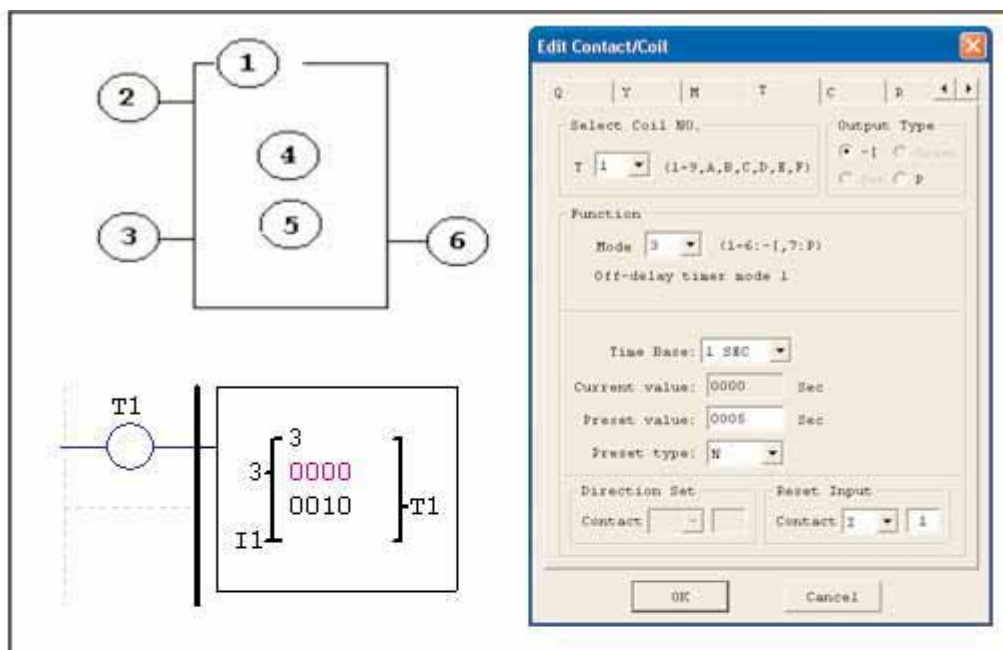 1
2
4
3
5
6
T1
3
3
0000
0010
T1
I1
Edit Contact/Coil
Q Y M T C R
Select Coil NO.
T 1 (1-9,A,B,C,D,E,F)
Output Type
-[
P
Function
Mode 3 (1-6:-[,7:P)
Off-delay timer mode 1
Time Base: 1 SEC
Current value: 0000 Sec
Preset value: 0005 Sec
Preset type: N
Direction Set
Contact
Reset Input
Contact I 1
OK Cancel